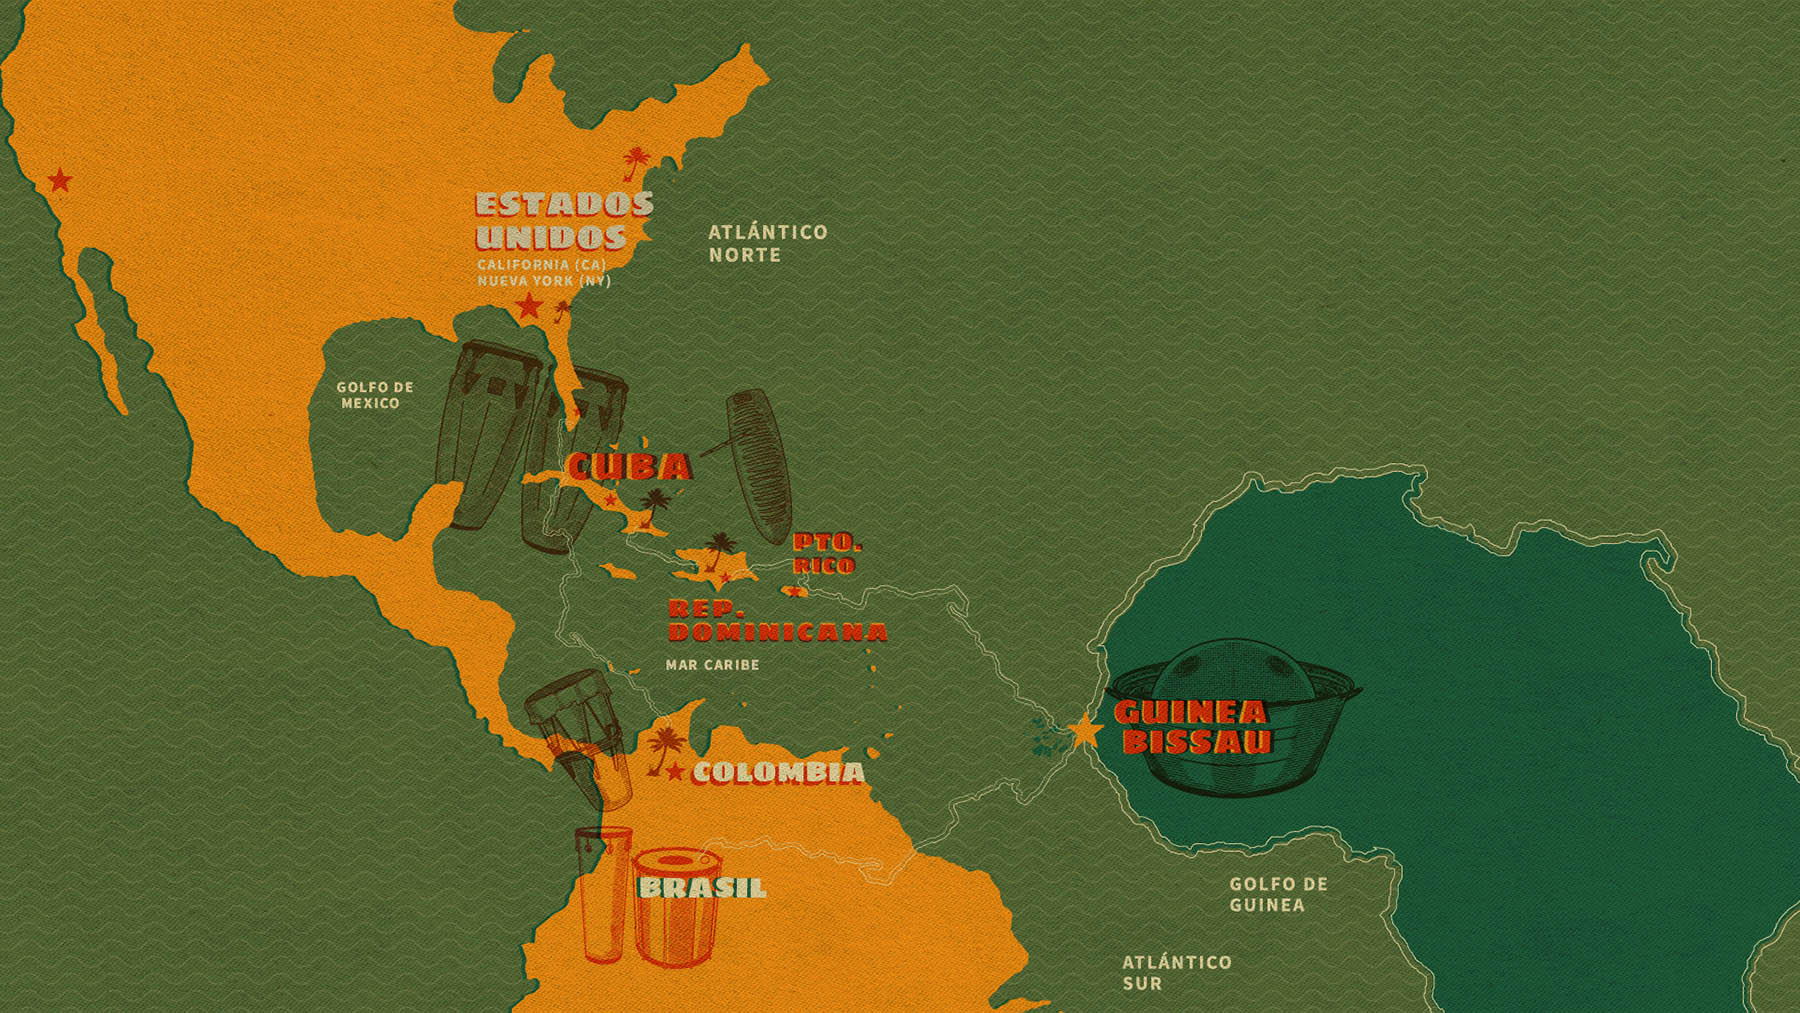 ESTADOS
UNIDOS
CALIFORNIA (CA)
NUEVA YORK (NY)
ATLÁNTICO
NORTE
GOLFO DE
MEXICO
CUBA
PTO.
RICO
REP.
DOMINICANA
MAR CARIBE
GUINEA
BISSAU
COLOMBIA
BRASIL
GOLFO DE
GUINEA
ATLÁNTICO
SUR